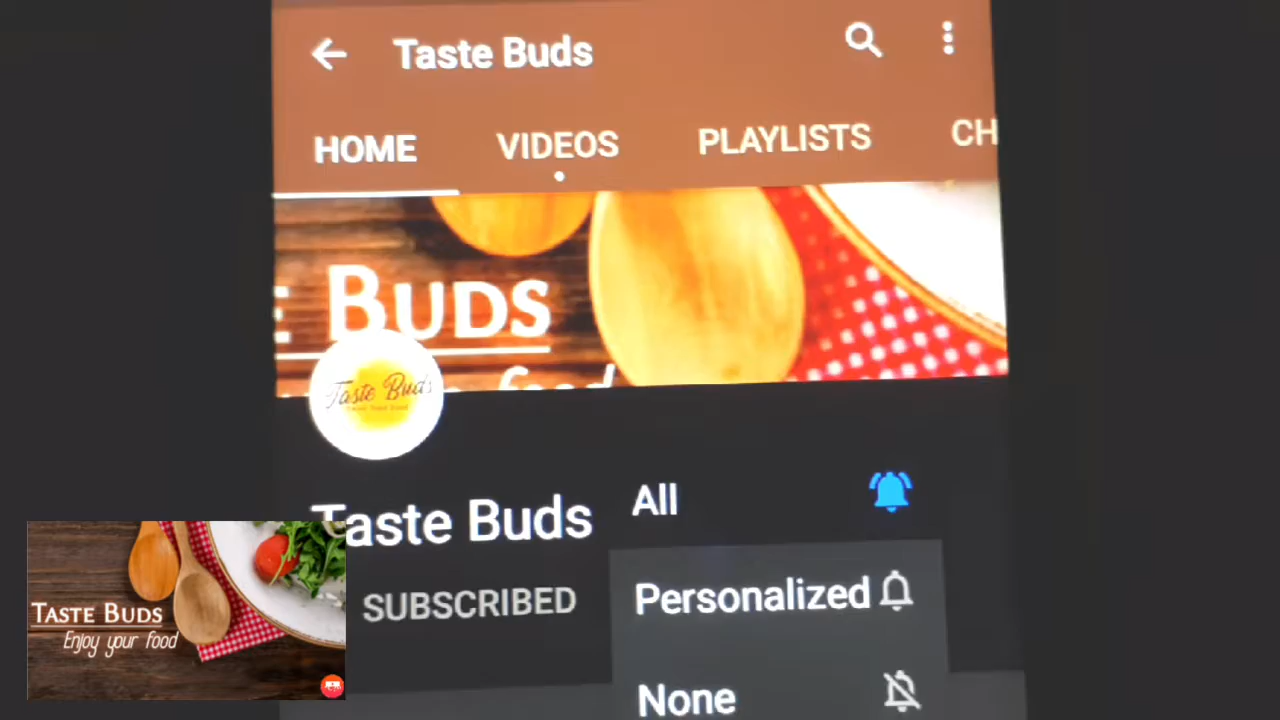 Taste Buds
HOME VIDEOS PLAYLISTS CH
BUDS
food
Taste Buds
All
Taste Buds
SUBSCRIBED
Personalized
None
TASTE BUDS
Enjoy your food